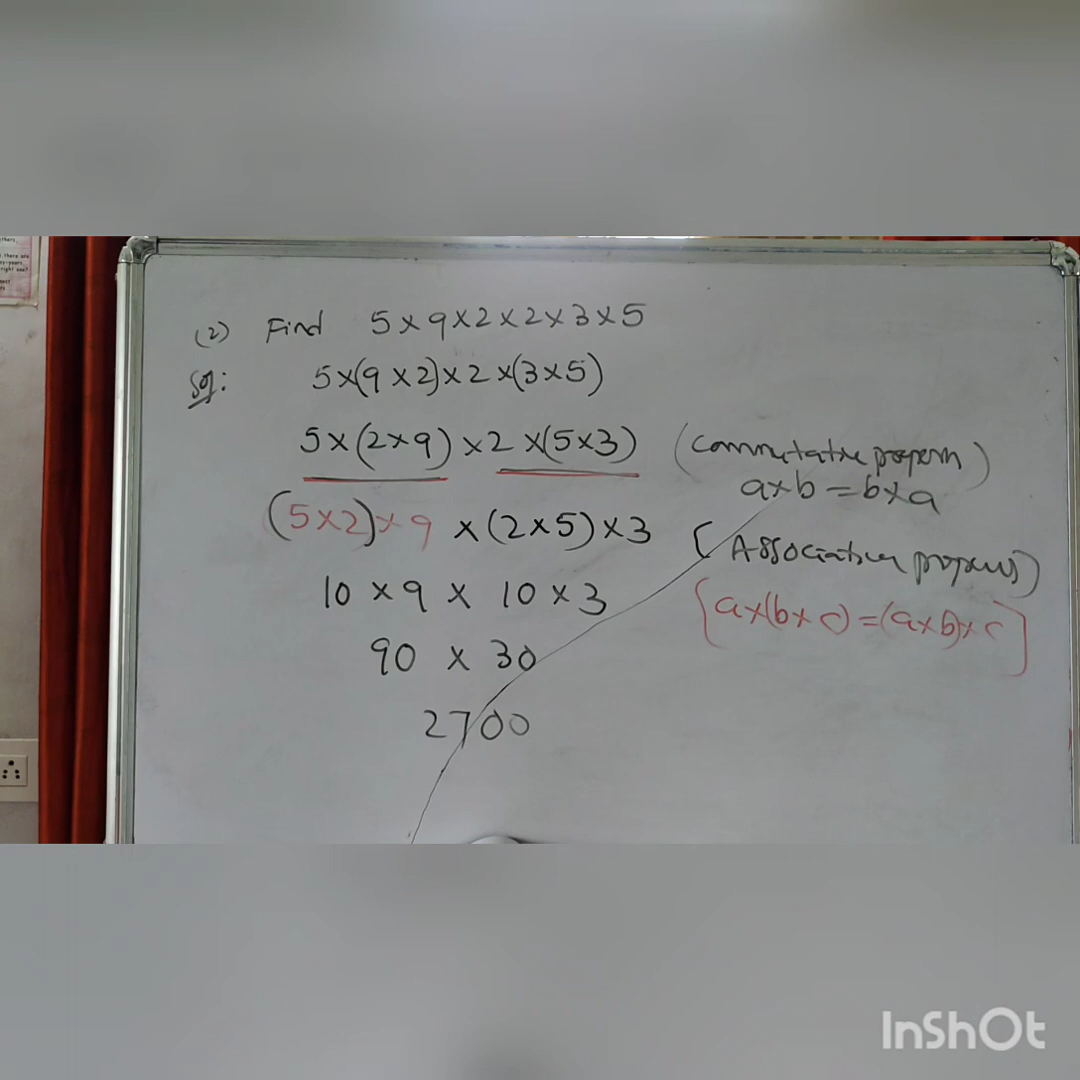 (2) Find 5×9×2×2×3×5
Sol: 5×(9×2)×2×(3×5)
5×(2×9)×2×(5×3) (Commutative property)
a×b=b×a
(5×2)×9×(2×5)×3 (Associative property)
10×9×10×3 {a×(b×c)=(a×b)×c]
90×30
2700
InShOt